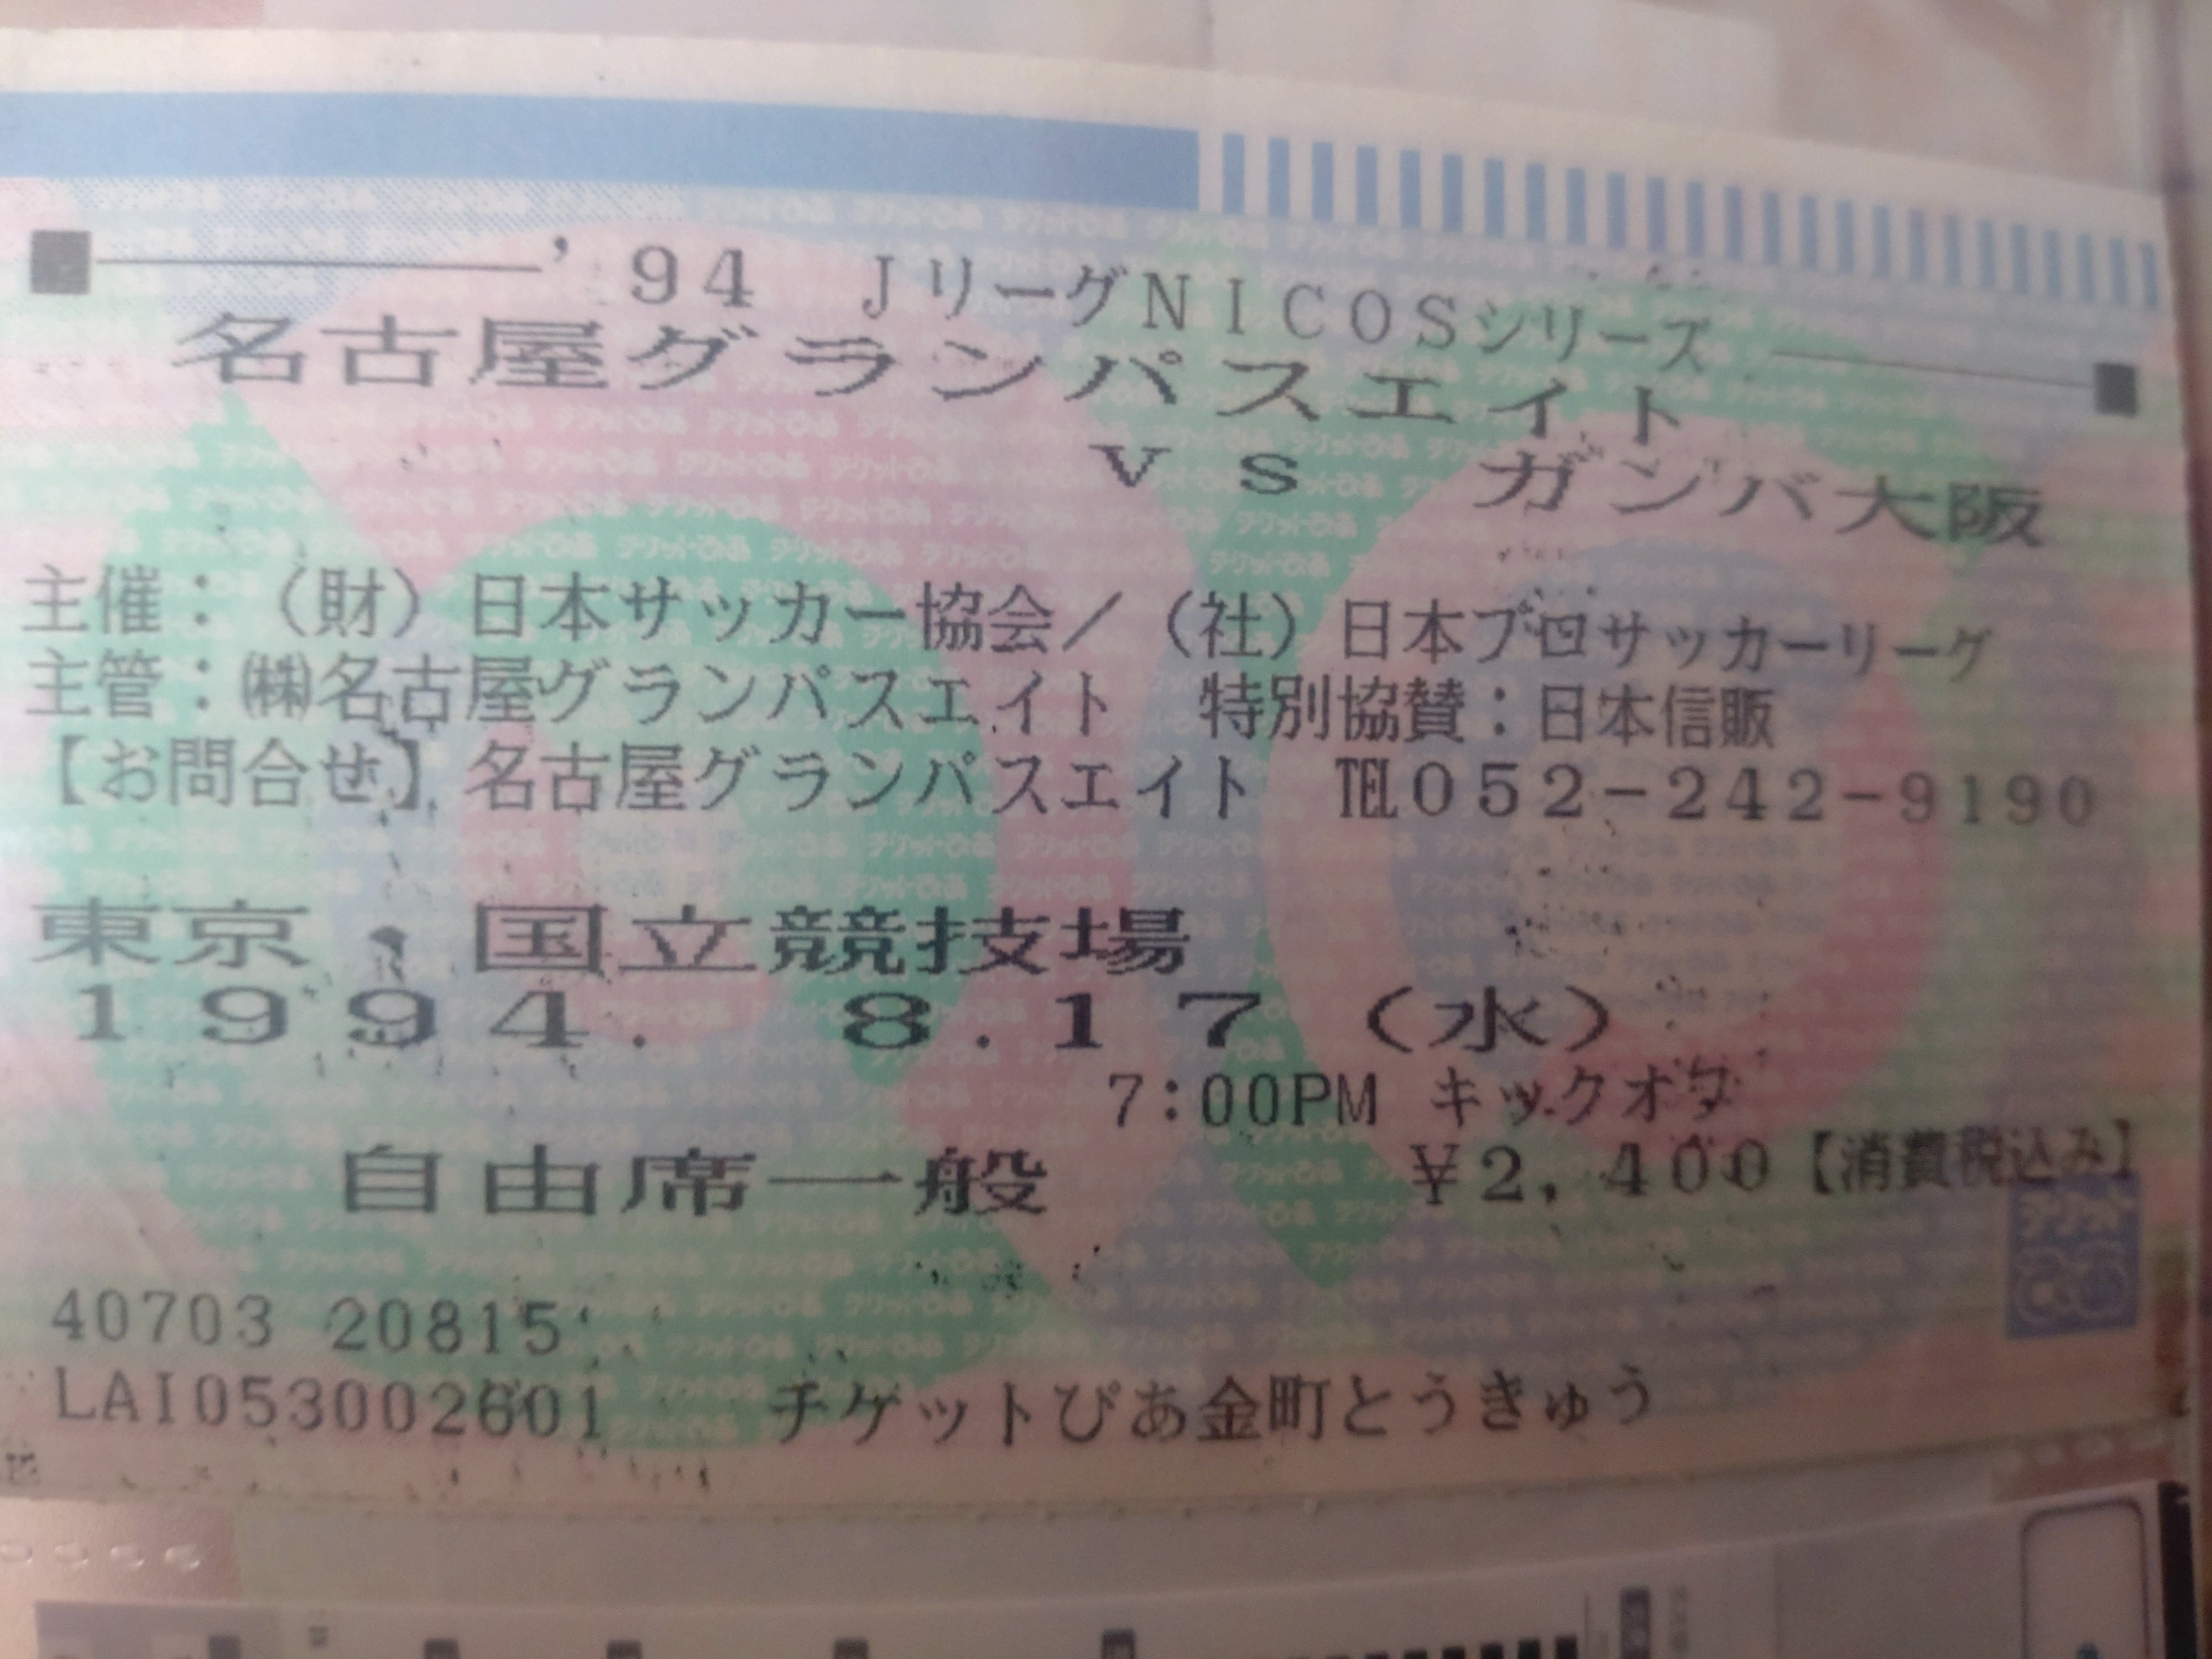 '94 JリーグNICOSシリーズ
名古屋グランパスエイト
vs ガンバ大阪
主催：（財）日本サッカー協会／（社）日本プロサッカーリーグ
主管：㈱名古屋グランパスエイト 特別協賛：日本信販
【お問合せ】名古屋グランパスエイト ℡052-242-9190
東京・国立競技場
1994. 8.17（水）
7:00PM キックオフ
自由席一般 ¥2,400【消費税込み】
チケットぴあ
40703 20815
LAI053002601 チケットぴあ金町とうきゅう